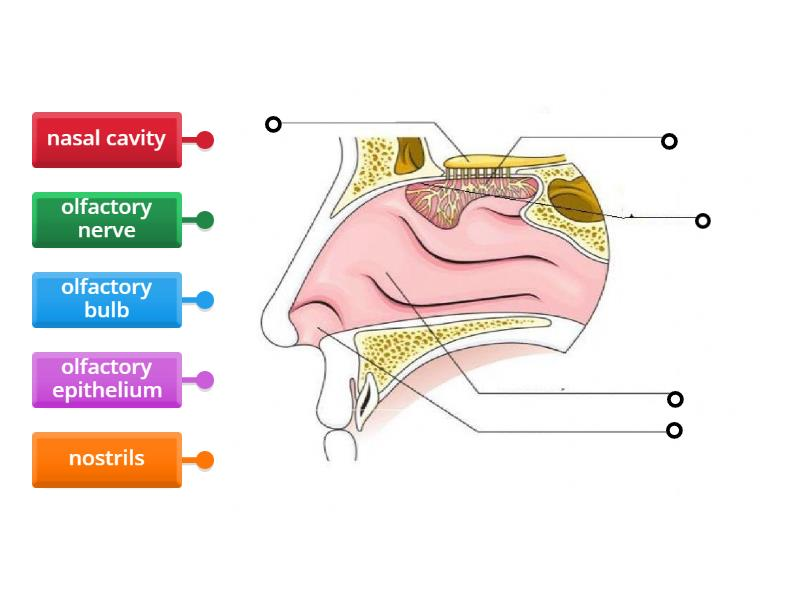 nasal cavity
olfactory
nerve
olfactory
bulb
olfactory
epithelium
nostrils